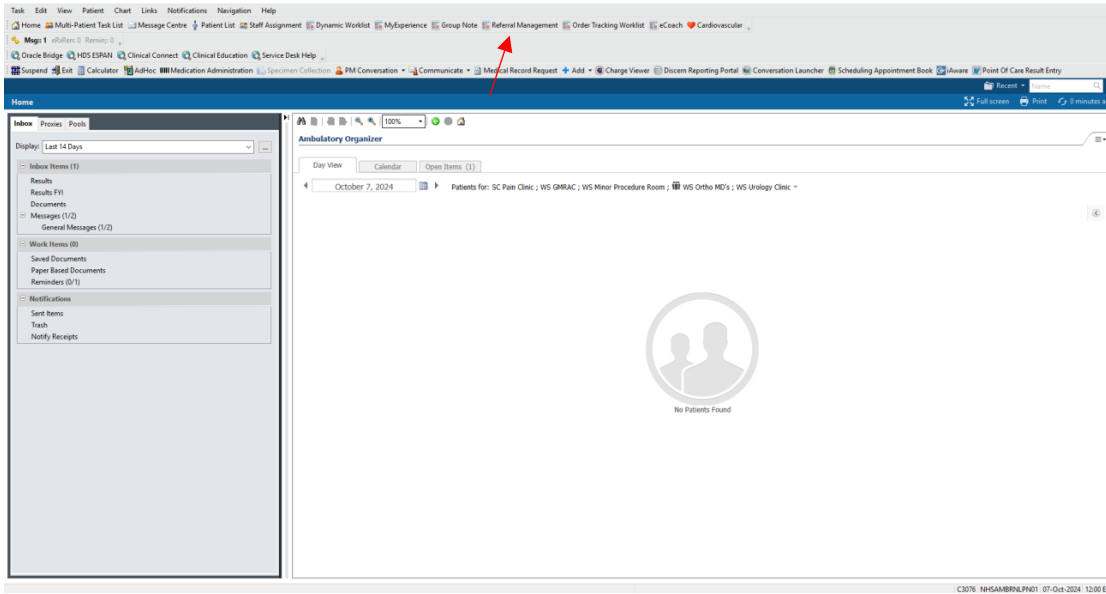 Task Edit View Patient Chart Links Notifications Navigation Help
Home Multi-Patient Task List Message Centre Patient List Staff Assignment Dynamic Worklist MyExperience Group Note Referral Management Order Tracking Worklist eCoach Cardiovascular
Msg: 1 eRxRen: 0 Remin: 0
Oracle Bridge HDS ESPAN Clinical Connect Clinical Education Service Desk Help
Suspend Exit Calculator AdHoc Medication Administration Specimen Collection PM Conversation Communicate Medical Record Request Add Charge Viewer Discern Reporting Portal Conversation Launcher Scheduling Appointment Book iAware Point Of Care Result Entry
Recent Name
Home Full screen Print 0 minutes a
Inbox Proxies Pools
100%
Ambulatory Organizer
Display: Last 14 Days ...
Day View Calendar Open Items (1)
Inbox Items (1)
October 7, 2024 Patients for: SC Pain Clinic ; WS GMRAC ; WS Minor Procedure Room ; WS Ortho MD's ; WS Urology Clinic
Results
Results FYI
Documents
Messages (1/2)
General Messages (1/2)
Work Items (0)
Saved Documents
Paper Based Documents
Reminders (0/1)
Notifications
Sent Items
Trash
Notify Receipts
No Patients Found
C3076 NHSAMBRNLPN01 07-Oct-2024 12:00 E